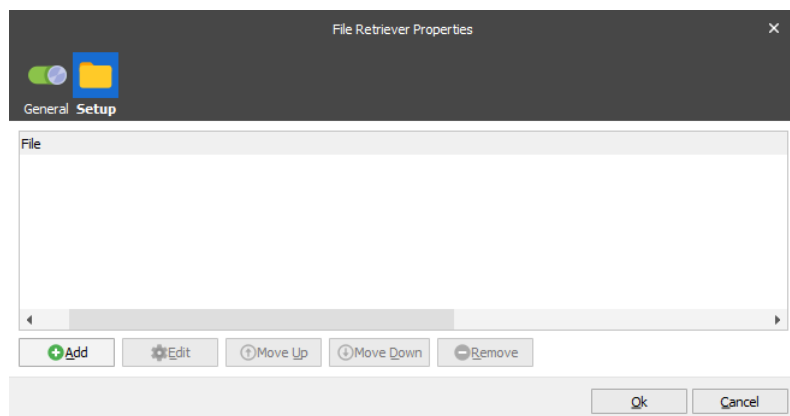 File Retriever Properties
General Setup
File
Add Edit Move Up Move Down Remove
Ok Cancel